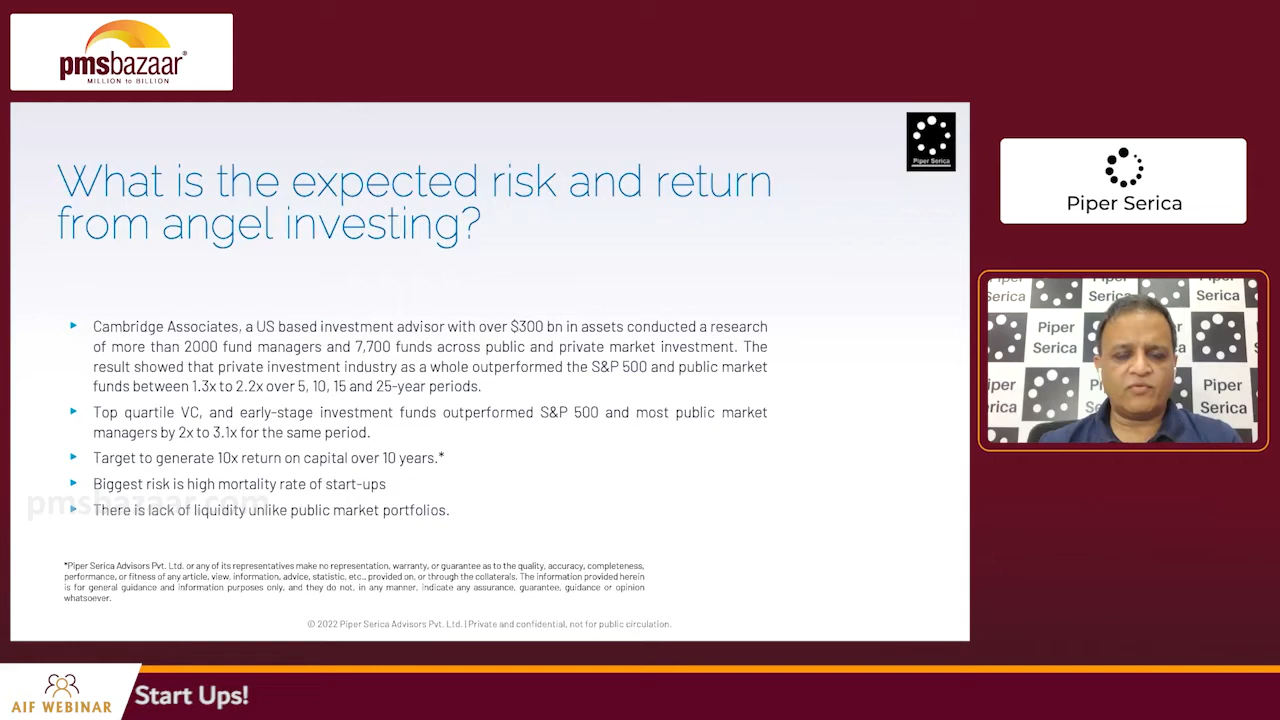 pmsbazaar®
MILLION to BILLION
Piper Serica
What is the expected risk and return
from angel investing?
Cambridge Associates, a US based investment advisor with over $300 bn in assets conducted a research
of more than 2000 fund managers and 7,700 funds across public and private market investment. The
result showed that private investment industry as a whole outperformed the S&P 500 and public market
funds between 1.3x to 2.2x over 5, 10, 15 and 25-year periods.
Top quartile VC, and early-stage investment funds outperformed S&P 500 and most public market
managers by 2x to 3.1x for the same period.
Target to generate 10x return on capital over 10 years.*
Biggest risk is high mortality rate of start-ups
pmsbazaar.com
There is lack of liquidity unlike public market portfolios.
*Piper Serica Advisors Pvt. Ltd. or any of its representatives make no representation, warranty, or guarantee as to the quality, accuracy, completeness,
performance, or fitness of any article, view, information, advice, statistic, etc., provided on, or through the collaterals. The information provided herein
is for general guidance and information purposes only, and they do not, in any manner, indicate any assurance, guarantee, guidance or opinion
whatsoever.
© 2022 Piper Serica Advisors Pvt. Ltd. | Private and confidential, not for public circulation.
Piper Serica
Serica
Serica
Serica
Piper
Serica
Piper
Serica
Piper
erica
Se
Piper
Serica
AIF WEBINAR
Start Ups!